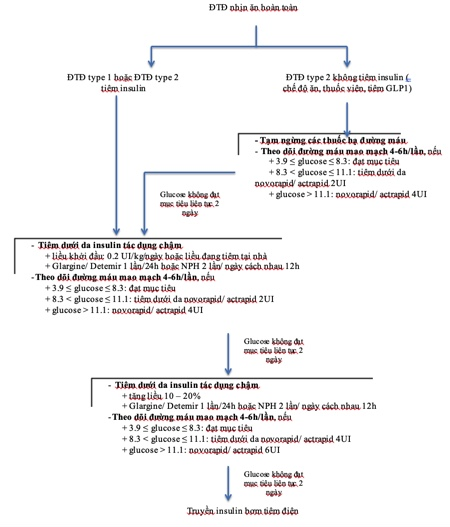 ĐTĐ nhịn ăn hoàn toàn
ĐTĐ type 1 hoặc ĐTĐ type 2
tiêm insulin
ĐTĐ type 2 không tiêm insulin (
chế độ ăn, thuốc viên, tiêm GLP1)
- Tạm ngừng các thuốc hạ đường máu
- Theo dõi đường máu mao mạch 4-6h/lần, nếu
+ 3.9 ≤ glucose ≤ 8.3: đạt mục tiêu
+ 8.3 < glucose ≤ 11.1: tiêm dưới da
novorapid/ actrapid 2UI
+ glucose > 11.1: novorapid/ actrapid 4UI
Glucose không đạt
mục tiêu liên tục 2
ngày
- Tiêm dưới da insulin tác dụng chậm
+ liều khởi đầu: 0.2 UI/kg/ngày hoặc liều đang tiêm tại nhà
+ Glargine/ Detemir 1 lần/24h hoặc NPH 2 lần/ ngày cách nhau 12h
-Theo dõi đường máu mao mạch 4-6h/lần, nếu
+ 3.9 ≤ glucose ≤ 8.3: đạt mục tiêu
+ 8.3 < glucose ≤ 11.1: tiêm dưới da novorapid/ actrapid 2UI
+ glucose > 11.1: novorapid/ actrapid 4UI
Glucose không đạt
mục tiêu liên tục 2
ngày
- Tiêm dưới da insulin tác dụng chậm
+ tăng liều 10 – 20%
+ Glargine/ Detemir 1 lần/24h hoặc NPH 2 lần/ ngày cách nhau 12h
-Theo dõi đường máu mao mạch 4-6h/lần, nếu
+ 3.9 ≤ glucose ≤ 8.3: đạt mục tiêu
+ 8.3 < glucose ≤ 11.1: tiêm dưới da novorapid/ actrapid 4UI
+ glucose > 11.1: novorapid/ actrapid 6UI
Glucose không đạt
mục tiêu liên tục 2
ngày
Truyền insulin bơm tiêm điện